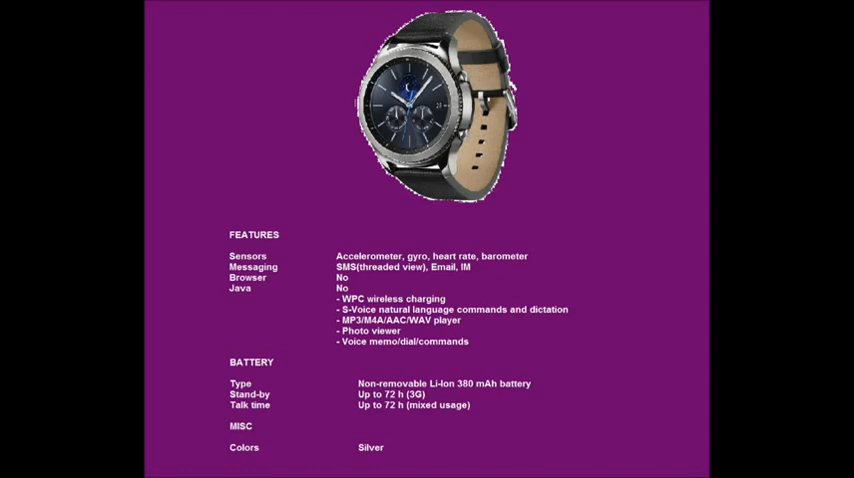 FEATURES
Sensors Accelerometer, gyro, heart rate, barometer
Messaging SMS(threaded view), Email, IM
Browser No
Java No
- WPC wireless charging
- S-Voice natural language commands and dictation
- MP3/M4A/AAC/WAV player
- Photo viewer
- Voice memo/dial/commands
BATTERY
Type Non-removable Li-Ion 380 mAh battery
Stand-by Up to 72 h (3G)
Talk time Up to 72 h (mixed usage)
MISC
Colors Silver